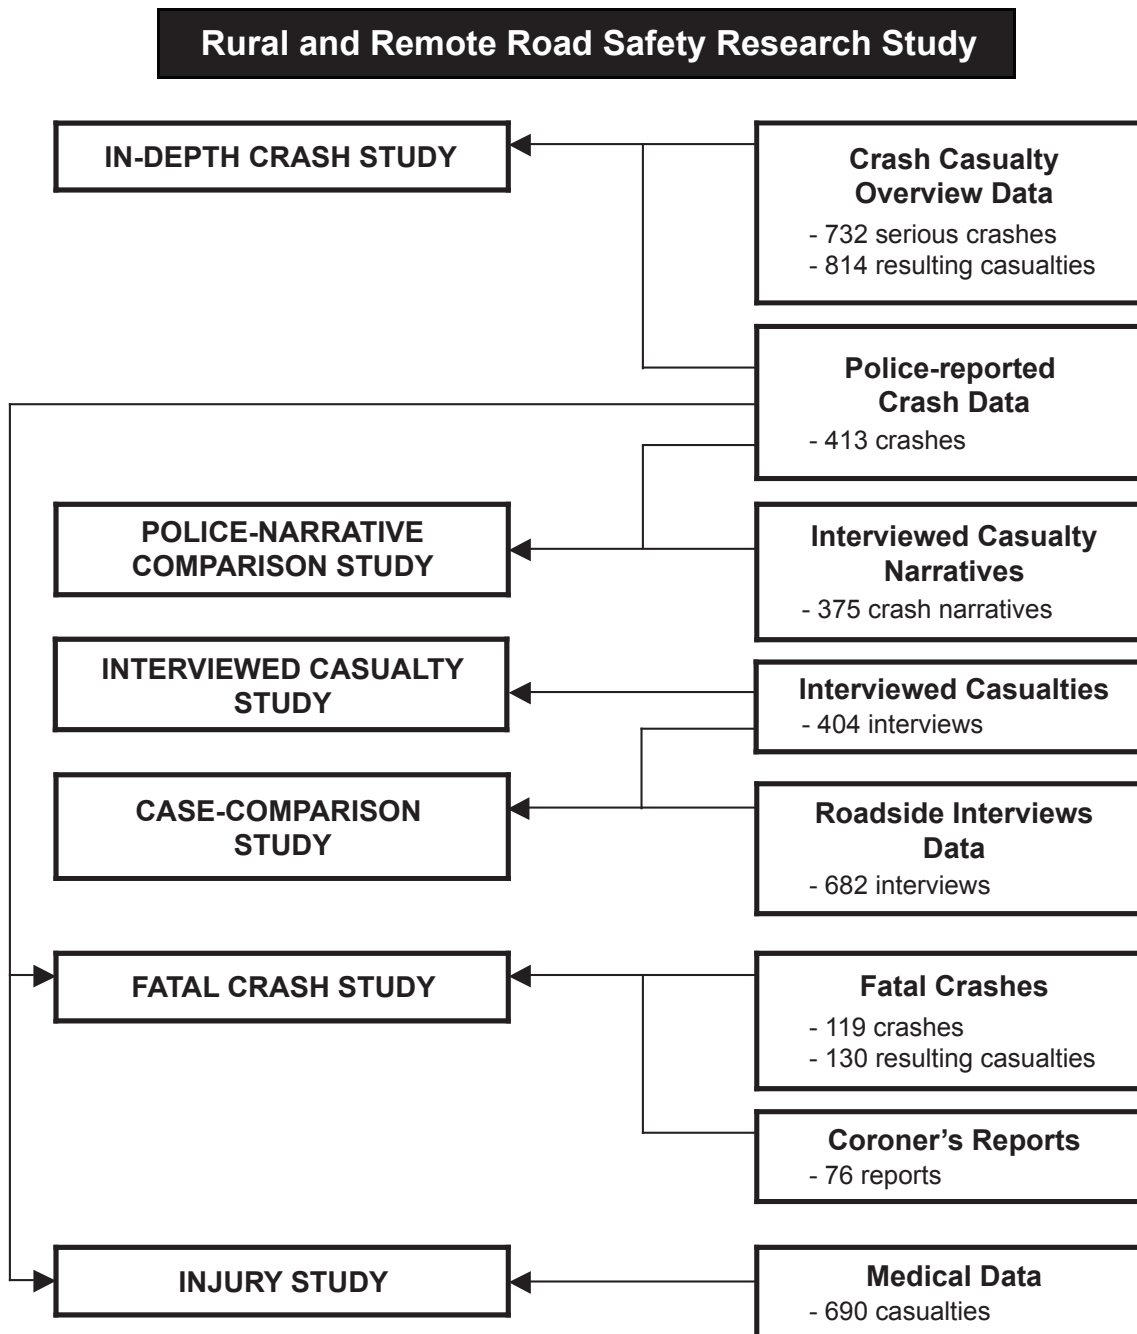 Rural and Remote Road Safety Research Study
IN-DEPTH CRASH STUDY
Crash Casualty
Overview Data
- 732 serious crashes
- 814 resulting casualties
Police-reported
Crash Data
- 413 crashes
POLICE-NARRATIVE
COMPARISON STUDY
Interviewed Casualty
Narratives
- 375 crash narratives
INTERVIEWED CASUALTY
STUDY
Interviewed Casualties
- 404 interviews
CASE-COMPARISON
STUDY
Roadside Interviews
Data
- 682 interviews
FATAL CRASH STUDY
Fatal Crashes
- 119 crashes
- 130 resulting casualties
Coroner’s Reports
- 76 reports
INJURY STUDY
Medical Data
- 690 casualties